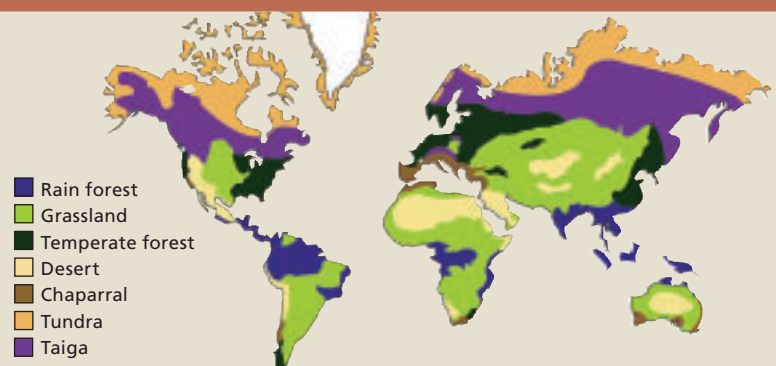 Rain forest
Grassland
Temperate forest
Desert
Chaparral
Tundra
Taiga